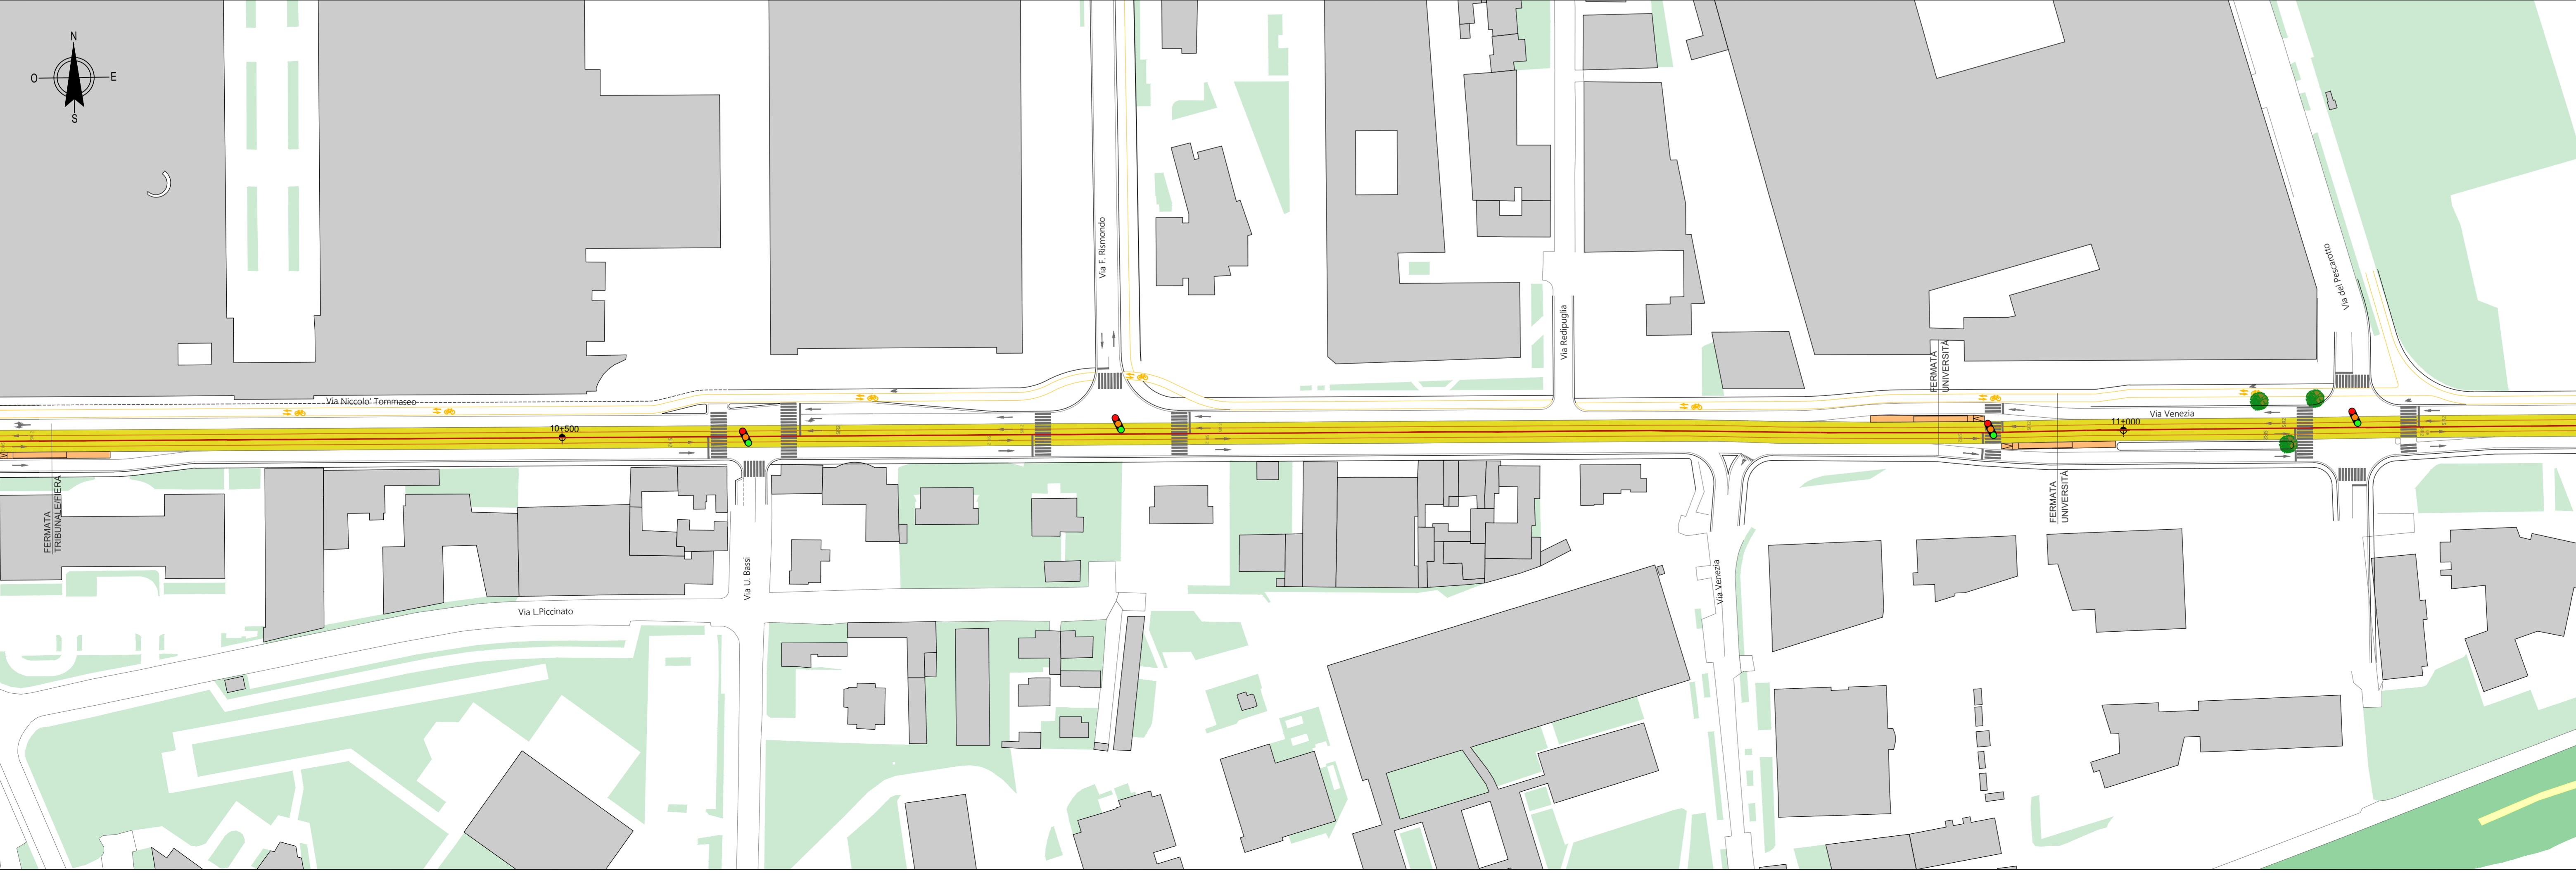 N
O
E
S
Via F. Rismondo
Via Redipuglia
Via del Pescarotto
FERMATA
UNIVERSITÀ
Via Niccolo' Tommaseo
Via Venezia
10+500
11+000
FERMATA
TRIBUNALE/FIERA
FERMATA
UNIVERSITÀ
Via U. Bassi
Via Venezia
Via L.Piccinato